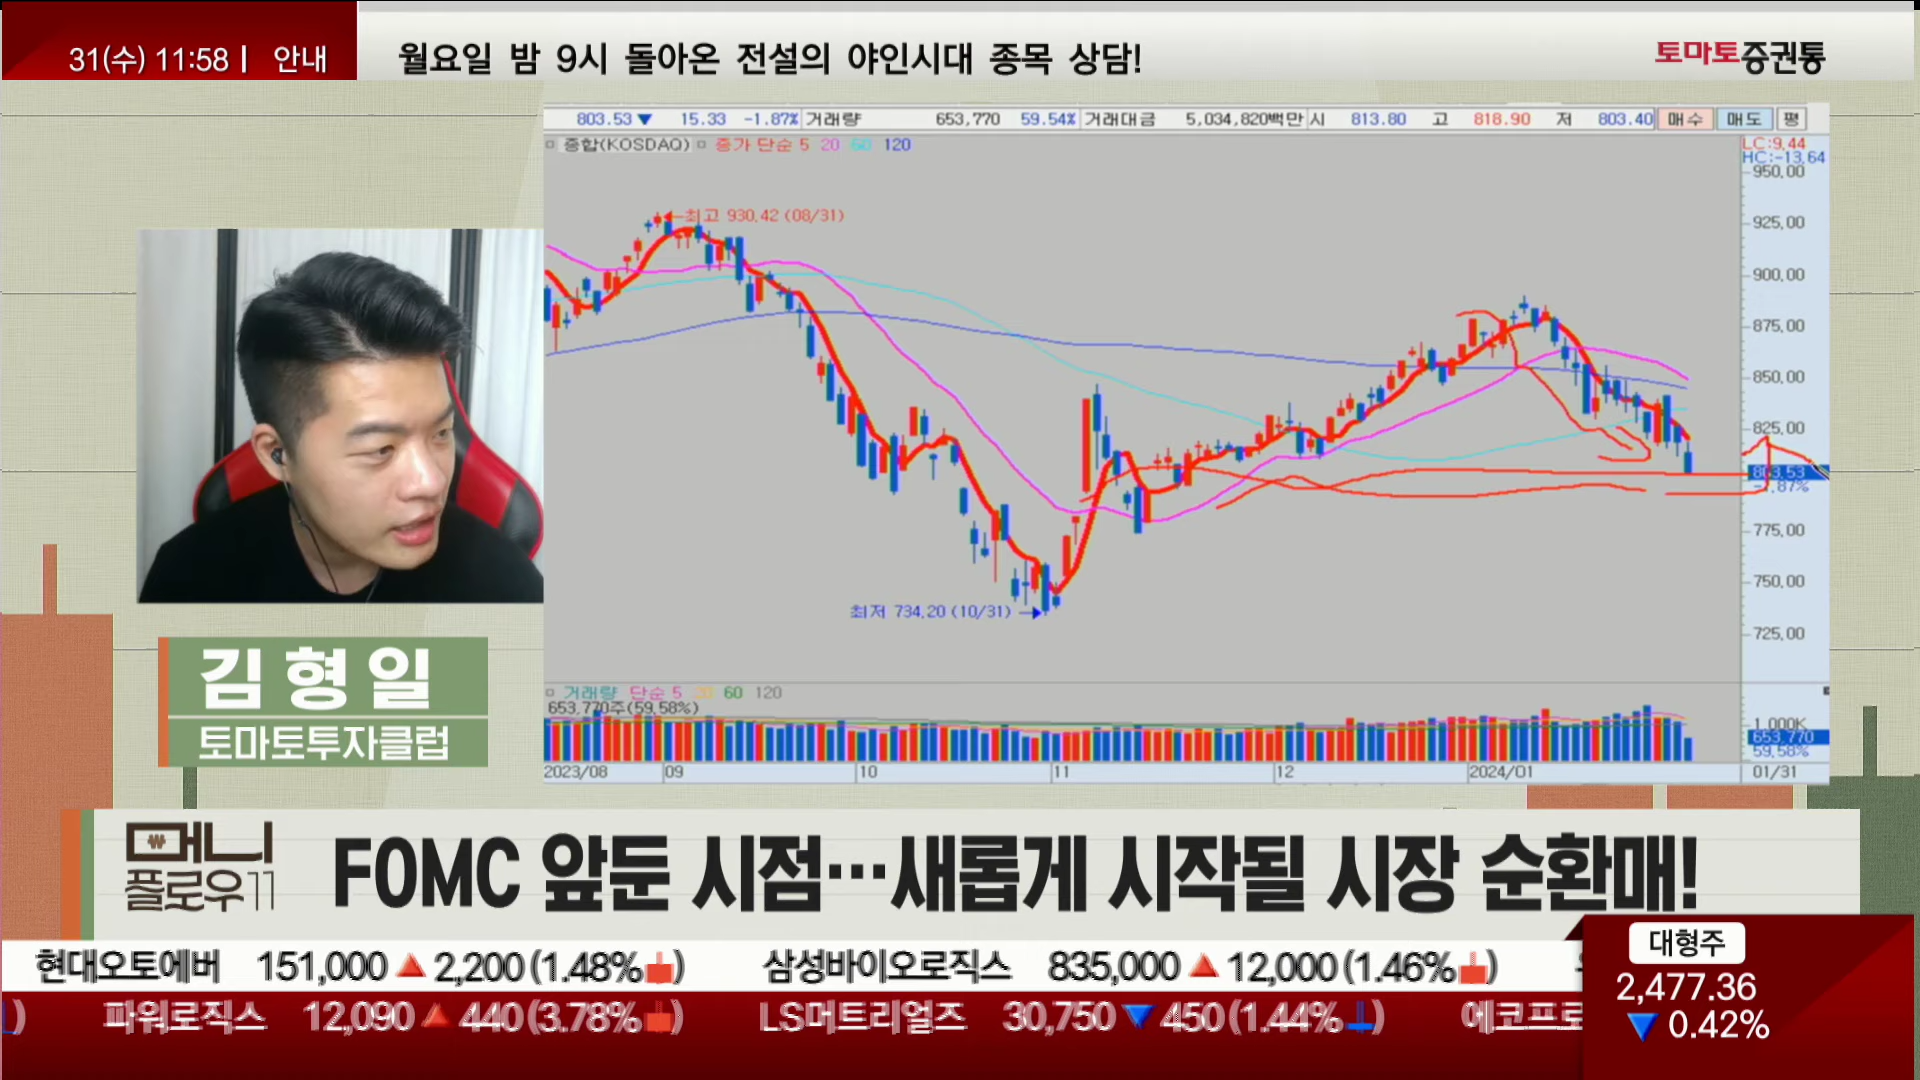 31(수) 11:58 | 안내
월요일 밤 9시 돌아온 전설의 야인시대 종목 상담!
토마토증권통
803.53 ▼ 15.33 -1.87% 거래량 653,770 59.54% 거래대금 5,034,820백만 시 813.80 고 818.90 저 803.40 매수 매도 평
종합(KOSDAQ) 종가 단순 5 20 60 120
LC:9.44
HC:-13.64
950.00
925.00
900.00
875.00
850.00
825.00
803.53
-1.87%
775.00
750.00
725.00
최고 930.42 (08/31)
최저 734.20 (10/31)
거래량 단순 5 20 60 120
653,770주(59.58%)
1,000K
653,770
59.58%
2023/08 09 10 11 12 2024/01 01/31
김형일
토마토투자클럽
머니
플로우11
FOMC 앞둔 시점…새롭게 시작될 시장 순환매!
현대오토에버 151,000 ▲ 2,200 (1.48%) 삼성바이오로직스 835,000 ▲ 12,000 (1.46%)
파워로직스 12,090 ▲ 440 (3.78%) LS머트리얼즈 30,750 ▼ 450 (1.44%) 에코프로
대형주
2,477.36
▼ 0.42%